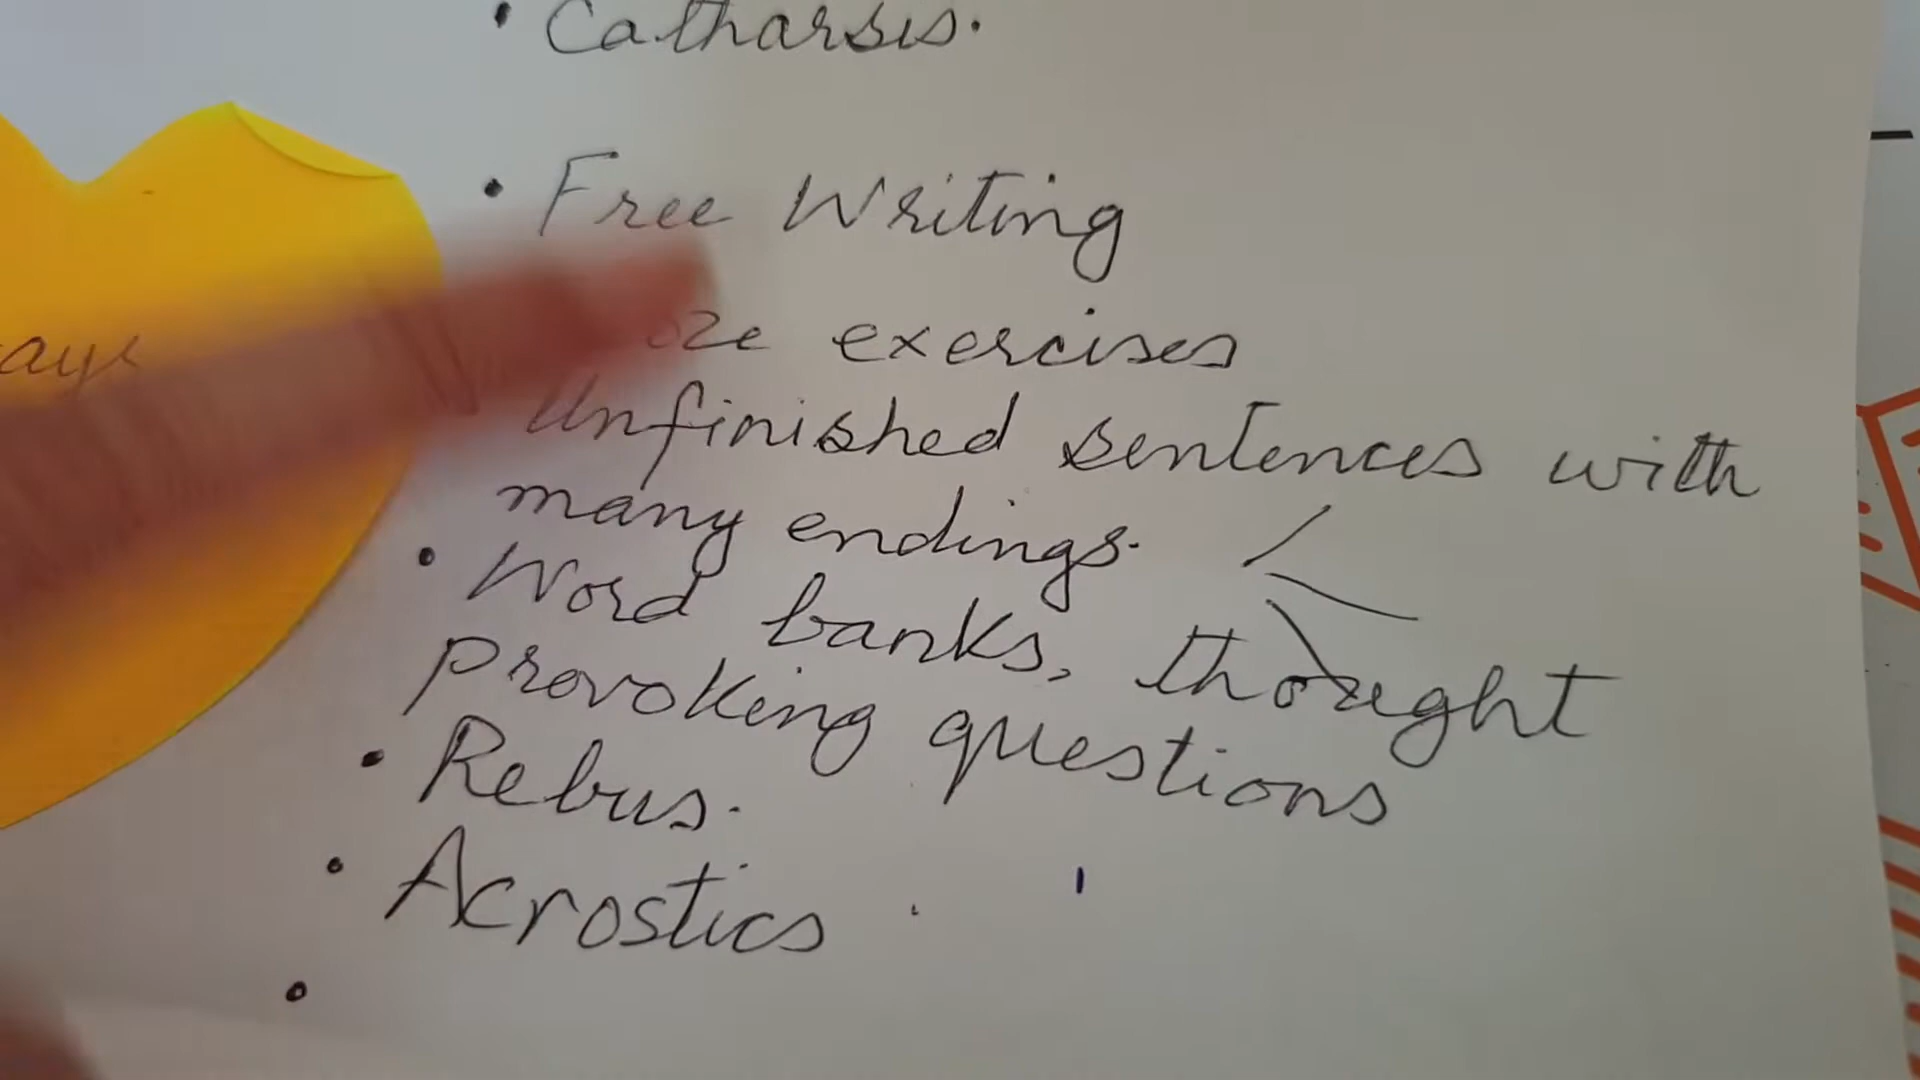 • Catharsis.
• Free Writing
exercises
Unfinished sentences with
many endings.
• Word banks, thought
provoking questions
• Rebus.
• Acrostics
•